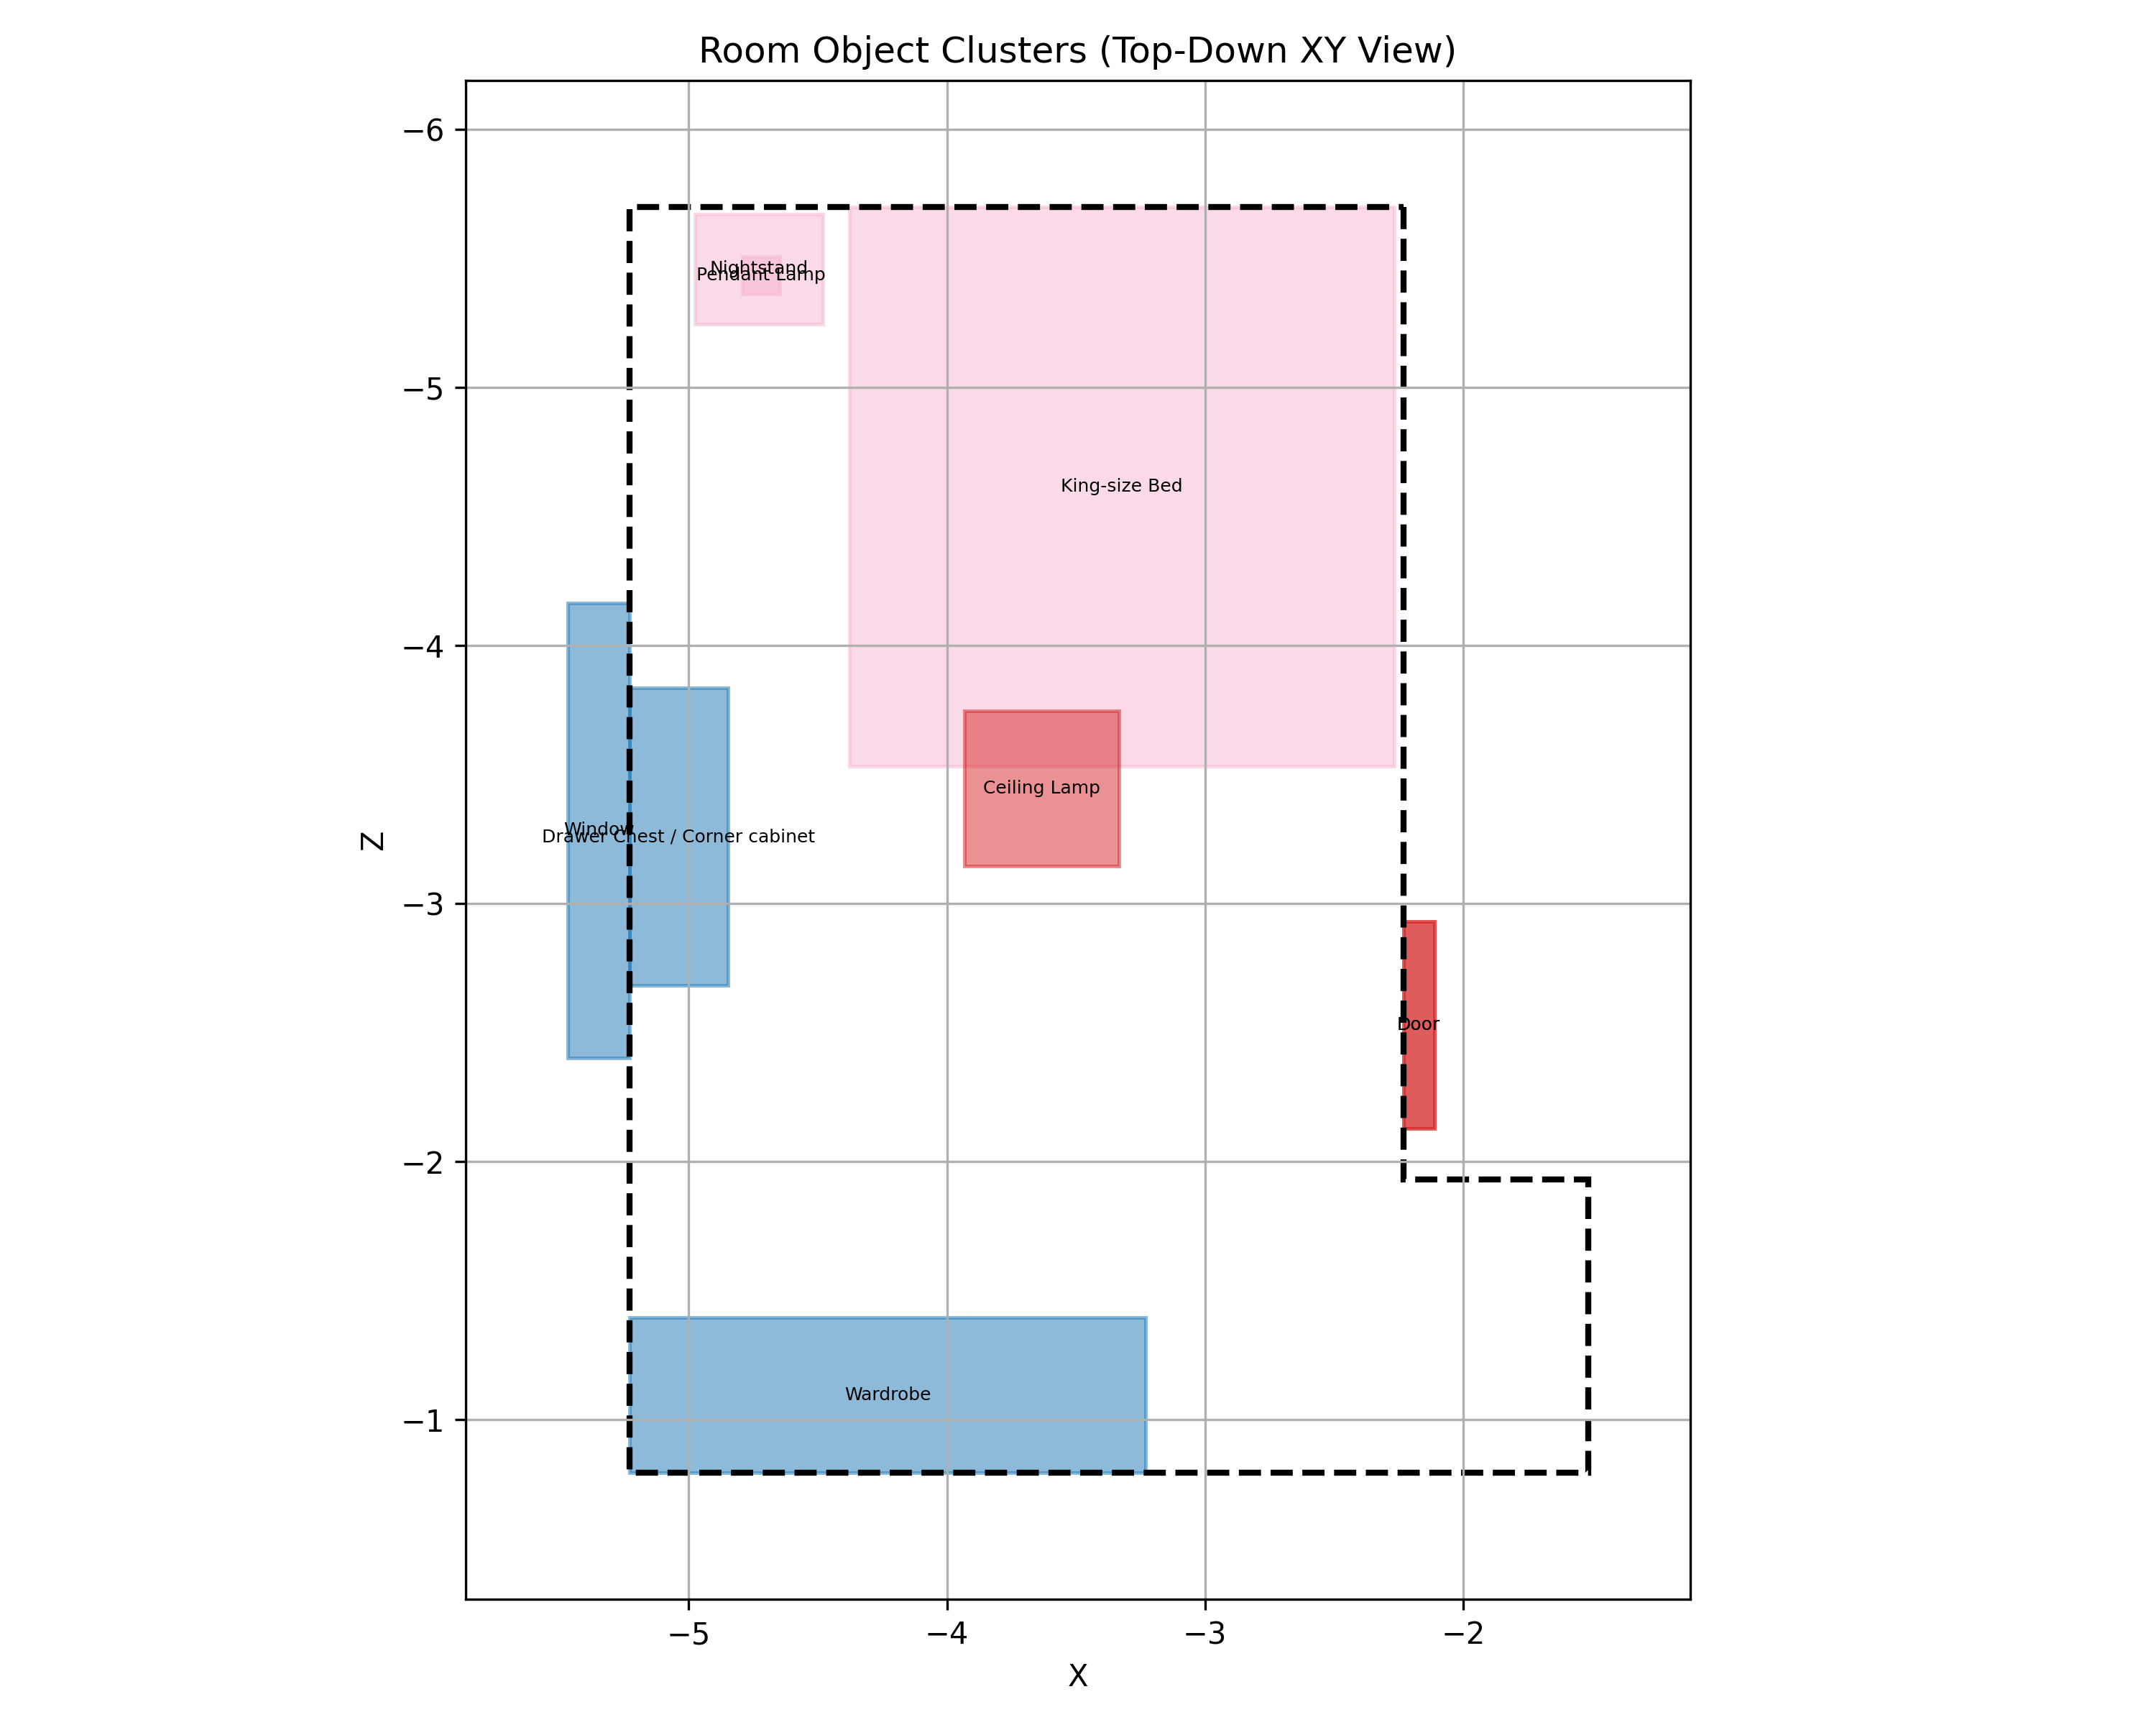 Room Object Clusters (Top-Down XY View)
−6
Nightstand
Pendant Lamp
−5
King-size Bed
−4
Ceiling Lamp
Window
Drawer Chest / Corner cabinet
Z
−3
Door
−2
Wardrobe
−1
−5 −4 −3 −2
X